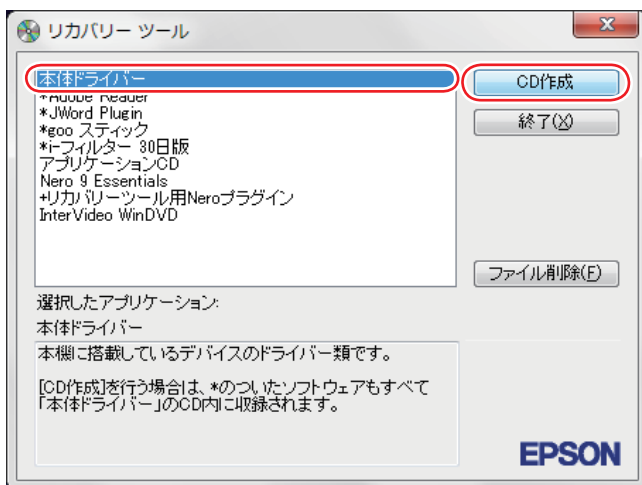 リカバリー ツール
本体ドライバー
*Adobe Reader
*JWord Plugin
*goo スティック
*i-フィルター 30日版
アプリケーションCD
Nero 9 Essentials
+リカバリーツール用Neroプラグイン
InterVideo WinDVD
CD作成
終了(X)
ファイル削除(F)
選択したアプリケーション:
本体ドライバー
本機に搭載しているデバイスのドライバー類です。
[CD作成]を行う場合は、*のついたソフトウェアもすべて
「本体ドライバー」のCD内に収録されます。
EPSON